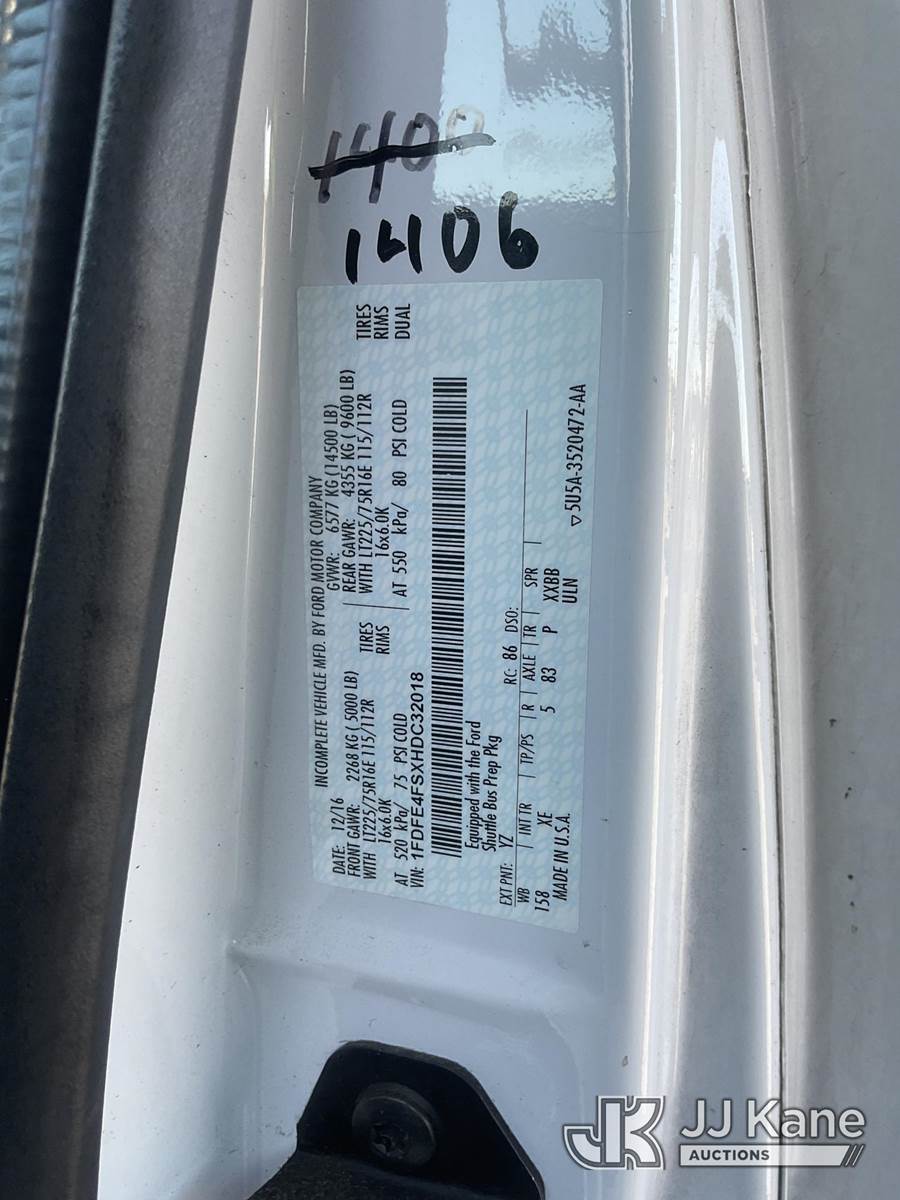 1400
1406
INCOMPLETE VEHICLE MFD. BY FORD MOTOR COMPANY
DATE: 12/16 GVWR: 6577 KG (14500 LB)
FRONT GAWR: 2268 KG ( 5000 LB) REAR GAWR: 4355 KG ( 9600 LB)
WITH LT225/75R16E 115/112R TIRES WITH LT225/75R16E 115/112R TIRES
16x6.0K RIMS 16x6.0K RIMS
AT 520 kPa/ 75 PSI COLD AT 550 kPa/ 80 PSI COLD DUAL
VIN: 1FDFE4FSXHDC32018
Equipped with the Ford
Shuttle Bus Prep Pkg
EXT PNT: YZ RC: 86 DSO:
WB | INT TR | TP/PS | R | AXLE | TR | SPR |
158 XE 5 83 P XXBB
MADE IN U.S.A. ULN
▽5U5A-3520472-AA
JK JJ Kane
AUCTIONS